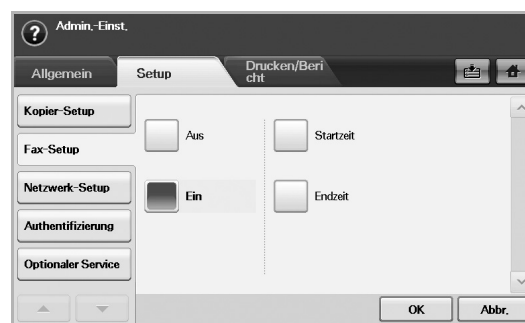 Admin.-Einst.
Allgemein
Setup
Drucken/Beri
cht
Kopier-Setup
Fax-Setup
Netzwerk-Setup
Authentifizierung
Optionaler Service
Aus
Startzeit
Ein
Endzeit
OK
Abbr.